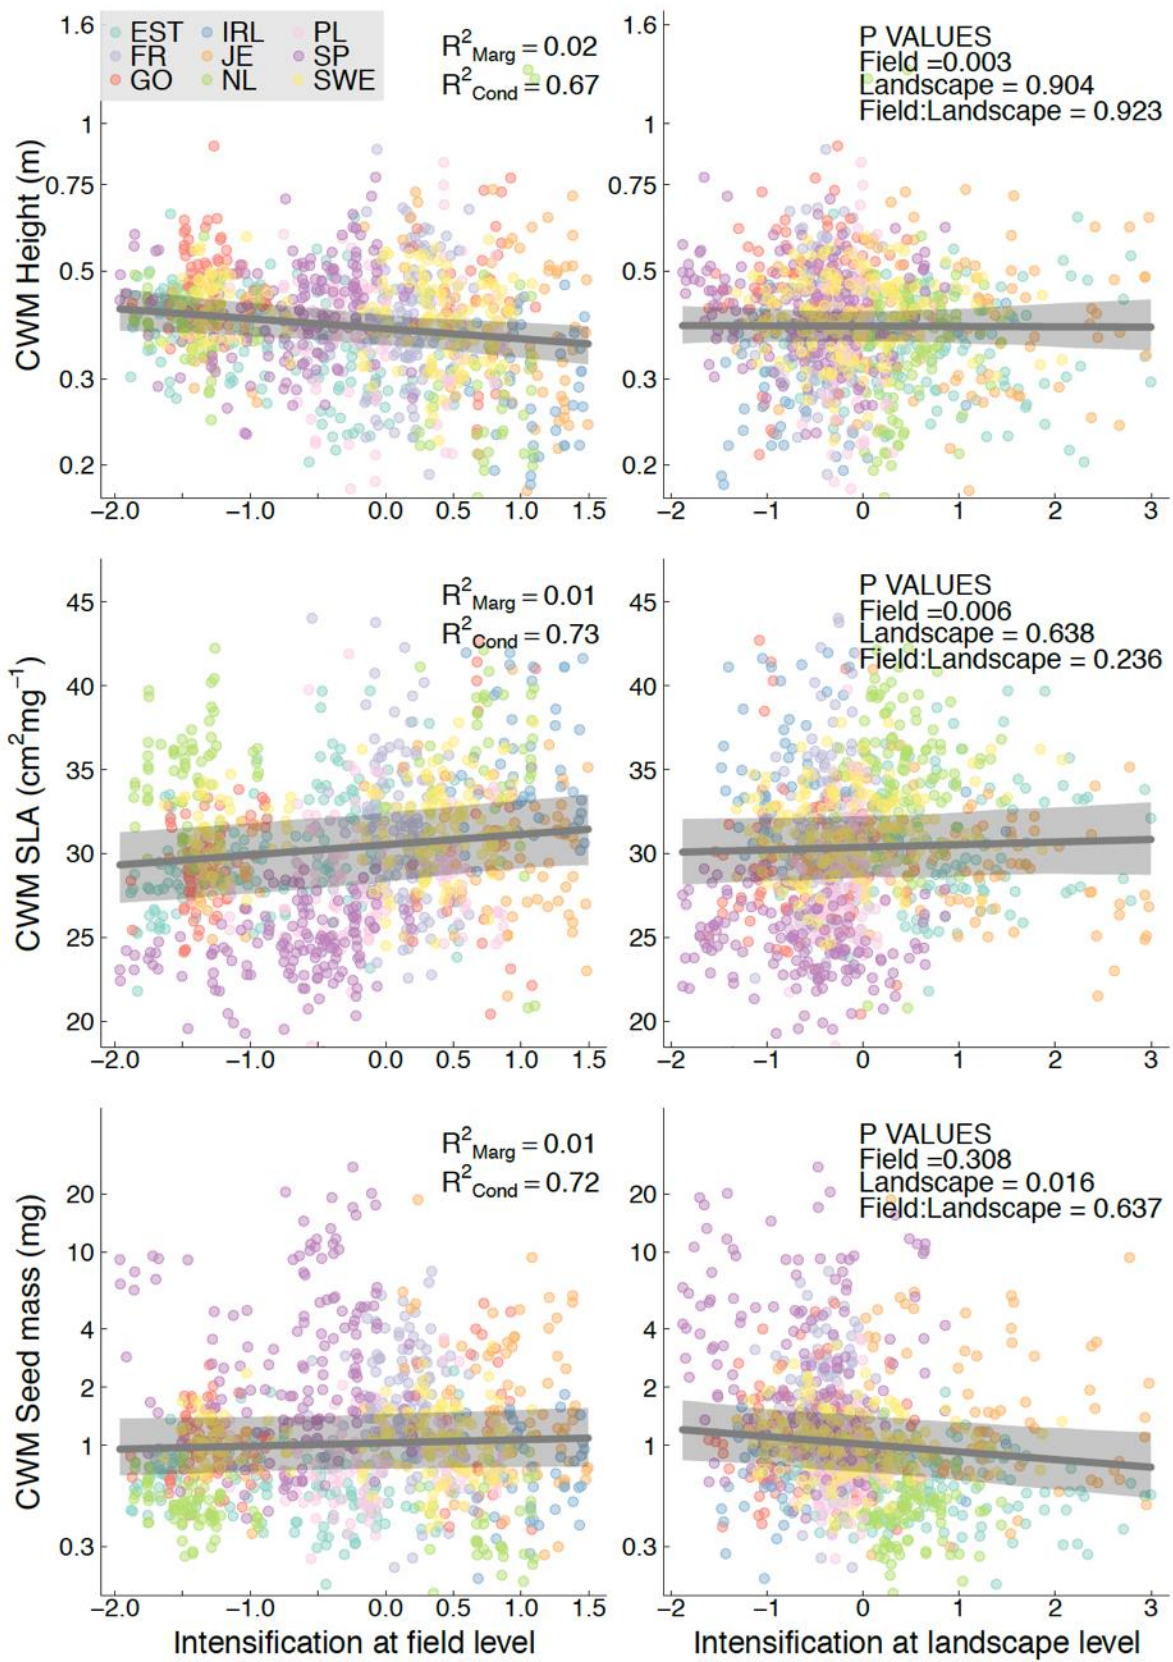 EST IRL PL
FR JE SP
GO NL SWE
R²Marg = 0.02
R²Cond = 0.67
P VALUES
Field =0.003
Landscape = 0.904
Field:Landscape = 0.923
CWM Height (m)
1.6
1
0.75
0.5
0.3
0.2
−2.0 −1.0 0.0 0.5 1.0 1.5
1.6
1
0.75
0.5
0.3
0.2
−2 −1 0 1 2 3
R²Marg = 0.01
R²Cond = 0.73
P VALUES
Field =0.006
Landscape = 0.638
Field:Landscape = 0.236
CWM SLA (cm²mg⁻¹)
45
40
35
30
25
20
−2.0 −1.0 0.0 0.5 1.0 1.5
45
40
35
30
25
20
−2 −1 0 1 2 3
R²Marg = 0.01
R²Cond = 0.72
P VALUES
Field =0.308
Landscape = 0.016
Field:Landscape = 0.637
CWM Seed mass (mg)
20
10
4
2
1
0.3
−2.0 −1.0 0.0 0.5 1.0 1.5
20
10
4
2
1
0.3
−2 −1 0 1 2 3
Intensification at field level
Intensification at landscape level